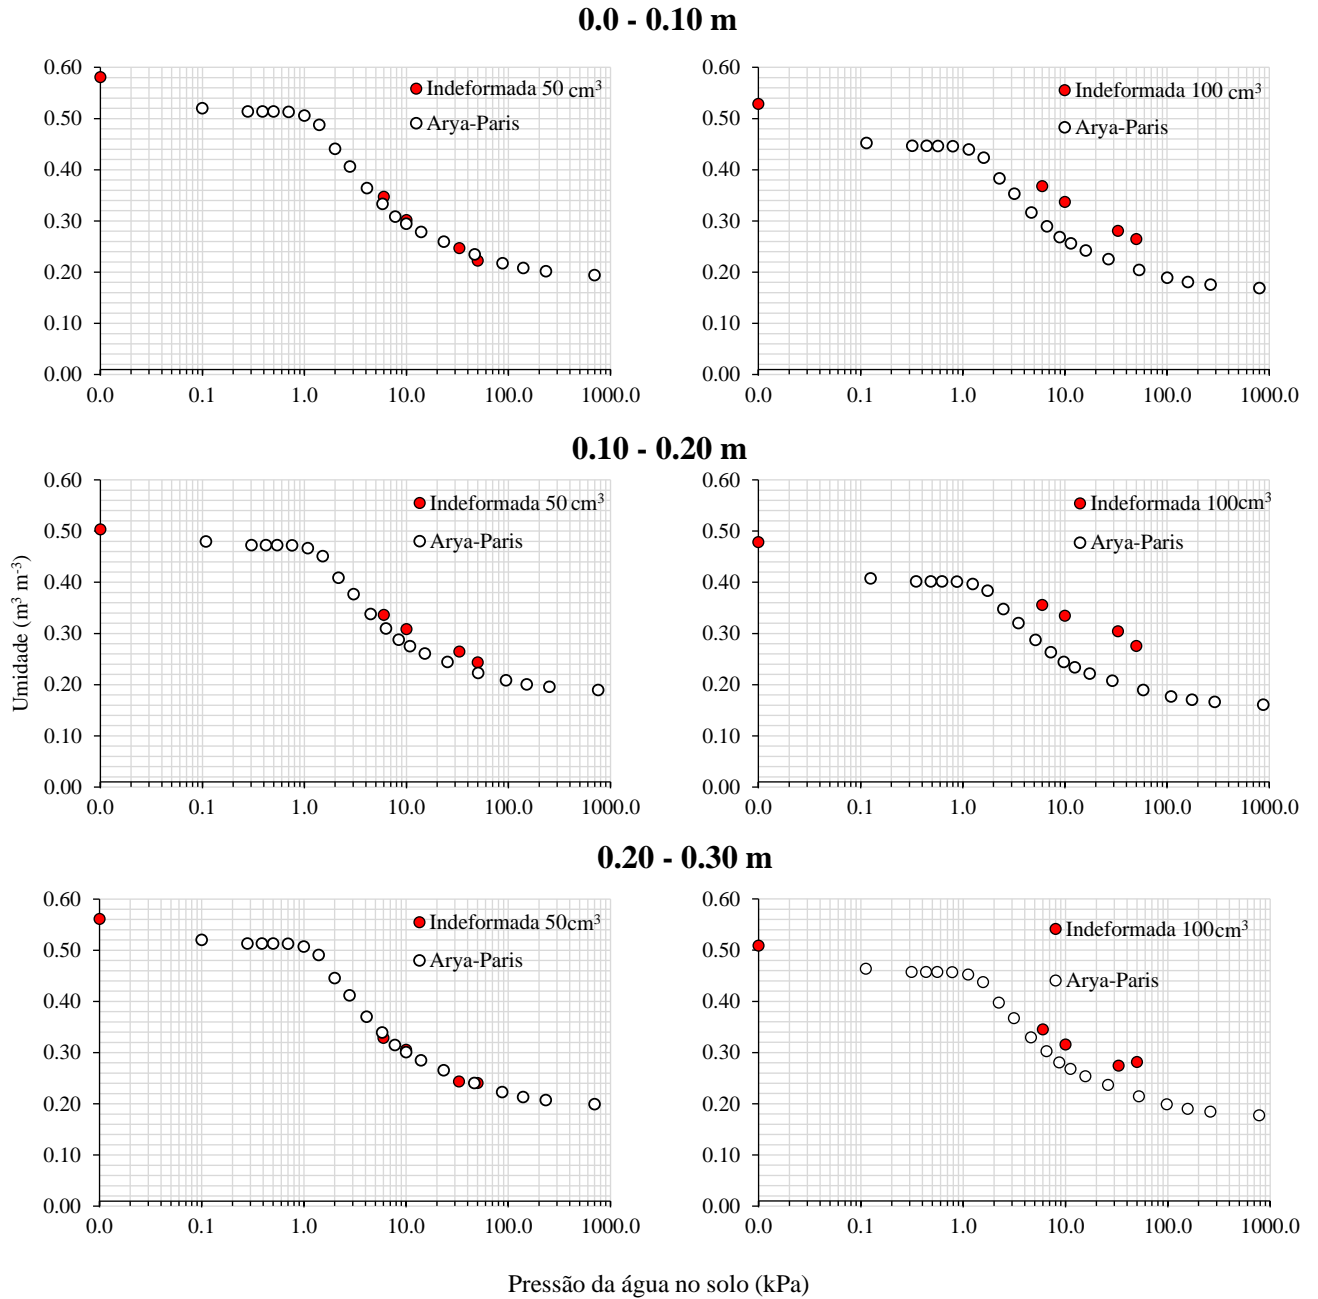 0.0 - 0.10 m
0.60
0.50
0.40
0.30
0.20
0.10
0.00
Indeformada 50 cm³
Arya-Paris
0.0 0.1 1.0 10.0 100.0 1000.0
0.60
0.50
0.40
0.30
0.20
0.10
0.00
Indeformada 100 cm³
Arya-Paris
0.0 0.1 1.0 10.0 100.0 1000.0
0.10 - 0.20 m
Umidade (m³ m⁻³)
0.60
0.50
0.40
0.30
0.20
0.10
0.00
Indeformada 50 cm³
Arya-Paris
0.0 0.1 1.0 10.0 100.0 1000.0
0.60
0.50
0.40
0.30
0.20
0.10
0.00
Indeformada 100cm³
Arya-Paris
0.0 0.1 1.0 10.0 100.0 1000.0
0.20 - 0.30 m
0.60
0.50
0.40
0.30
0.20
0.10
0.00
Indeformada 50cm³
Arya-Paris
0.0 0.1 1.0 10.0 100.0 1000.0
0.60
0.50
0.40
0.30
0.20
0.10
0.00
Indeformada 100cm³
Arya-Paris
0.0 0.1 1.0 10.0 100.0 1000.0
Pressão da água no solo (kPa)